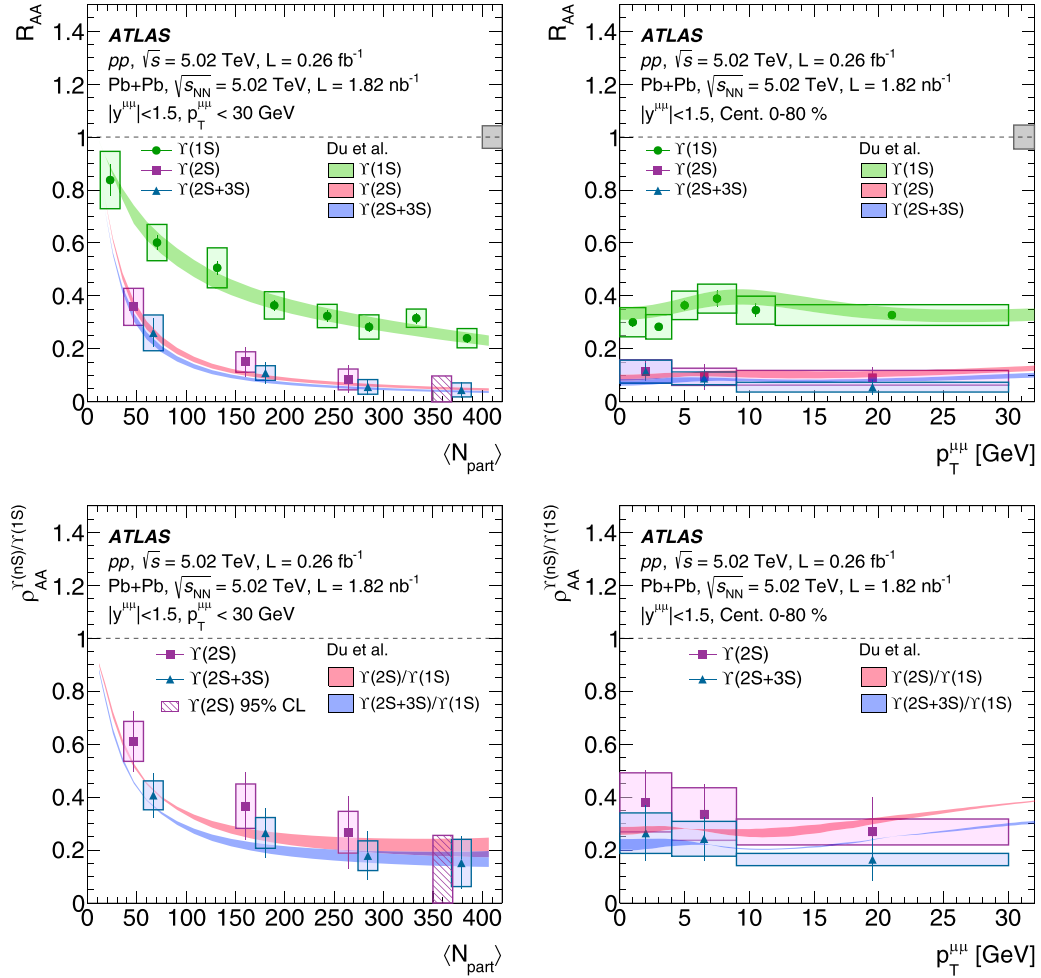 R_AA
1.4
1.2
1
0.8
0.6
0.4
0.2
0
ATLAS
pp, √s = 5.02 TeV, L = 0.26 fb⁻¹
Pb+Pb, √s_NN = 5.02 TeV, L = 1.82 nb⁻¹
|y^μμ|<1.5, p_T^μμ < 30 GeV
ϒ(1S)
ϒ(2S)
ϒ(2S+3S)
Du et al.
ϒ(1S)
ϒ(2S)
ϒ(2S+3S)
0 50 100 150 200 250 300 350 400
⟨N_part⟩
R_AA
1.4
1.2
1
0.8
0.6
0.4
0.2
0
ATLAS
pp, √s = 5.02 TeV, L = 0.26 fb⁻¹
Pb+Pb, √s_NN = 5.02 TeV, L = 1.82 nb⁻¹
|y^μμ|<1.5, Cent. 0-80 %
ϒ(1S)
ϒ(2S)
ϒ(2S+3S)
Du et al.
ϒ(1S)
ϒ(2S)
ϒ(2S+3S)
0 5 10 15 20 25 30
p_T^μμ [GeV]
ρ_AA^ϒ(nS)/ϒ(1S)
1.4
1.2
1
0.8
0.6
0.4
0.2
0
ATLAS
pp, √s = 5.02 TeV, L = 0.26 fb⁻¹
Pb+Pb, √s_NN = 5.02 TeV, L = 1.82 nb⁻¹
|y^μμ|<1.5, p_T^μμ < 30 GeV
ϒ(2S)
ϒ(2S+3S)
ϒ(2S) 95% CL
Du et al.
ϒ(2S)/ϒ(1S)
ϒ(2S+3S)/ϒ(1S)
0 50 100 150 200 250 300 350 400
⟨N_part⟩
ρ_AA^ϒ(nS)/ϒ(1S)
1.4
1.2
1
0.8
0.6
0.4
0.2
0
ATLAS
pp, √s = 5.02 TeV, L = 0.26 fb⁻¹
Pb+Pb, √s_NN = 5.02 TeV, L = 1.82 nb⁻¹
|y^μμ|<1.5, Cent. 0-80 %
ϒ(2S)
ϒ(2S+3S)
Du et al.
ϒ(2S)/ϒ(1S)
ϒ(2S+3S)/ϒ(1S)
0 5 10 15 20 25 30
p_T^μμ [GeV]